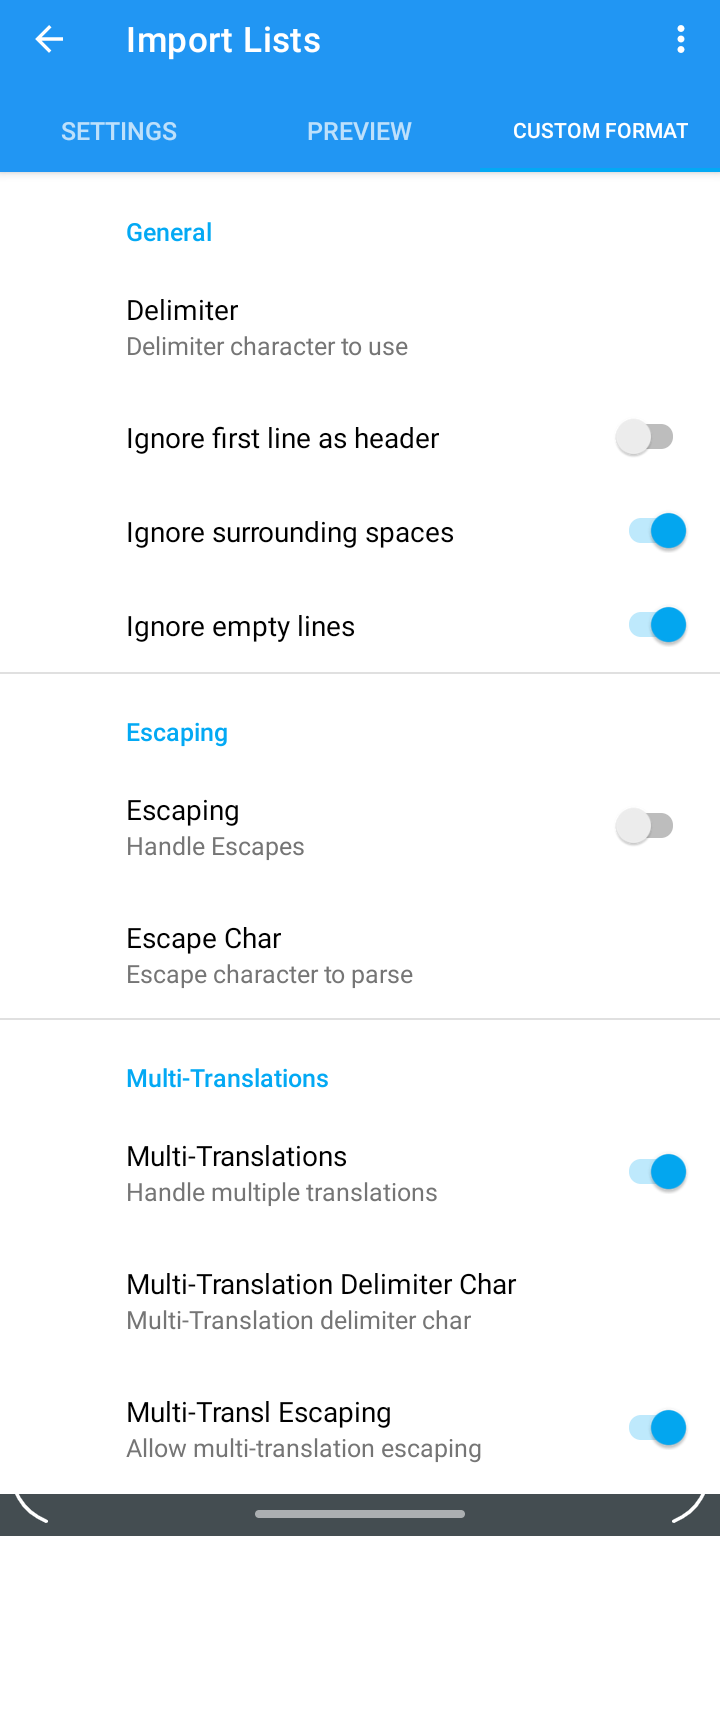 Import Lists
SETTINGS
PREVIEW
CUSTOM FORMAT
General
Delimiter
Delimiter character to use
Ignore first line as header
Ignore surrounding spaces
Ignore empty lines
Escaping
Escaping
Handle Escapes
Escape Char
Escape character to parse
Multi-Translations
Multi-Translations
Handle multiple translations
Multi-Translation Delimiter Char
Multi-Translation delimiter char
Multi-Transl Escaping
Allow multi-translation escaping